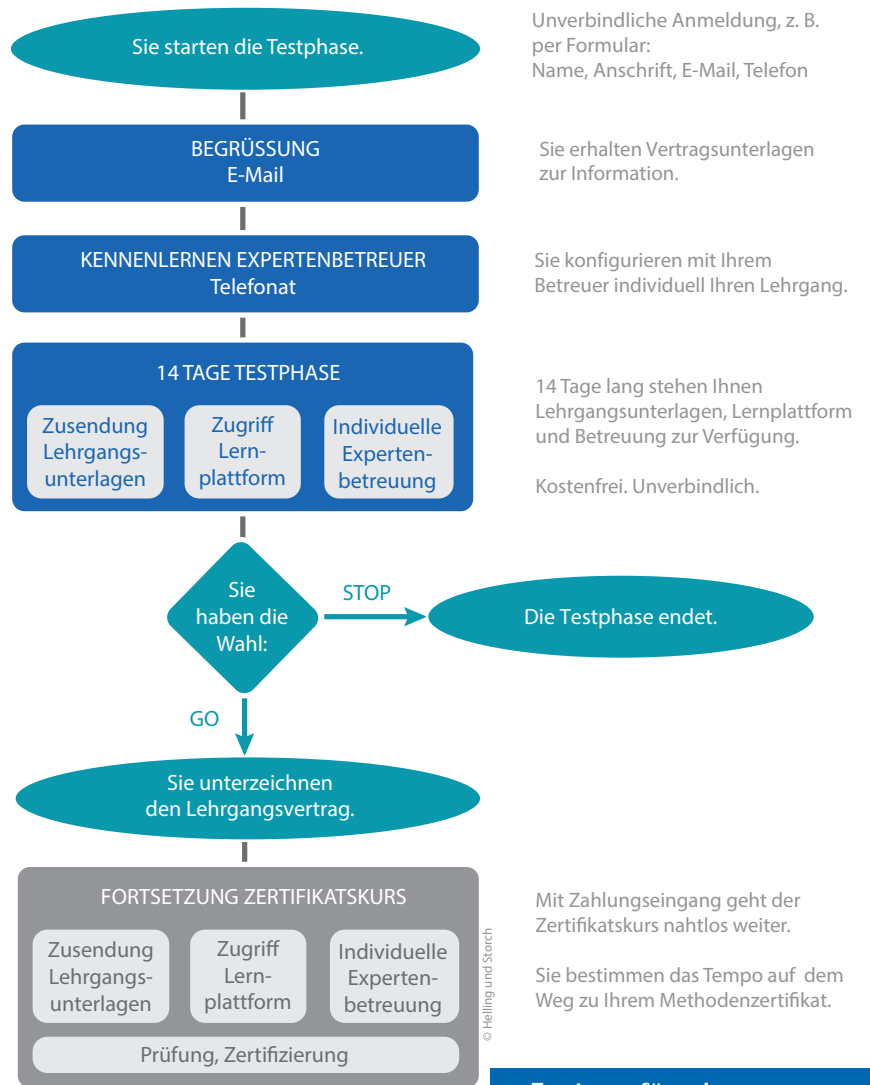 Sie starten die Testphase.
Unverbindliche Anmeldung, z. B.
per Formular:
Name, Anschrift, E-Mail, Telefon
BEGRÜSSUNG
E-Mail
Sie erhalten Vertragsunterlagen
zur Information.
KENNENLERNEN EXPERTENBETREUER
Telefonat
Sie konfigurieren mit Ihrem
Betreuer individuell Ihren Lehrgang.
14 TAGE TESTPHASE
Zusendung
Lehrgangs-
unterlagen
Zugriff
Lern-
plattform
Individuelle
Experten-
betreuung
14 Tage lang stehen Ihnen
Lehrgangsunterlagen, Lernplattform
und Betreuung zur Verfügung.
Kostenfrei. Unverbindlich.
Sie
haben die
Wahl:
STOP
Die Testphase endet.
GO
Sie unterzeichnen
den Lehrgangsvertrag.
FORTSETZUNG ZERTIFIKATSKURS
Zusendung
Lehrgangs-
unterlagen
Zugriff
Lern-
plattform
Individuelle
Experten-
betreuung
Prüfung, Zertifizierung
© Helling und Storch
Mit Zahlungseingang geht der
Zertifikatskurs nahtlos weiter.
Sie bestimmen das Tempo auf dem
Weg zu Ihrem Methodenzertifikat.